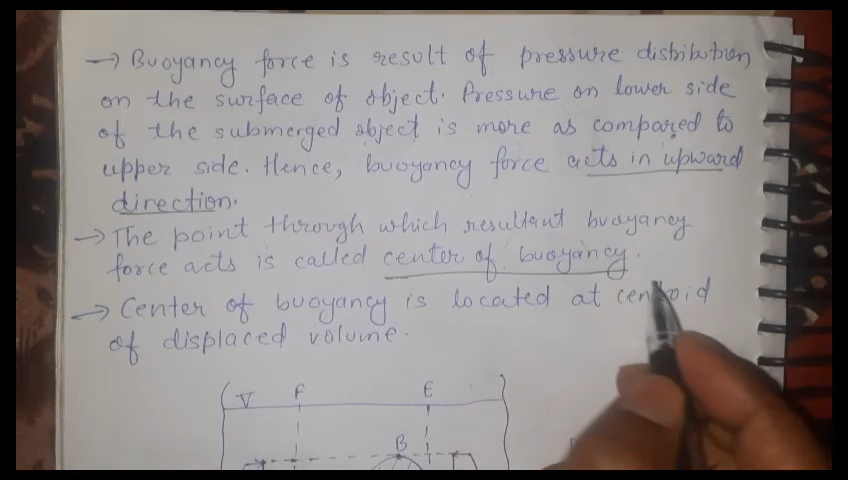 → Buoyancy force is result of pressure distribution
on the surface of object. Pressure on lower side
of the submerged object is more as compared to
upper side. Hence, buoyancy force acts in upward
direction.
→ The point through which resultant buoyancy
force acts is called center of buoyancy.
→ Center of buoyancy is located at centroid
of displaced volume.
F E
B